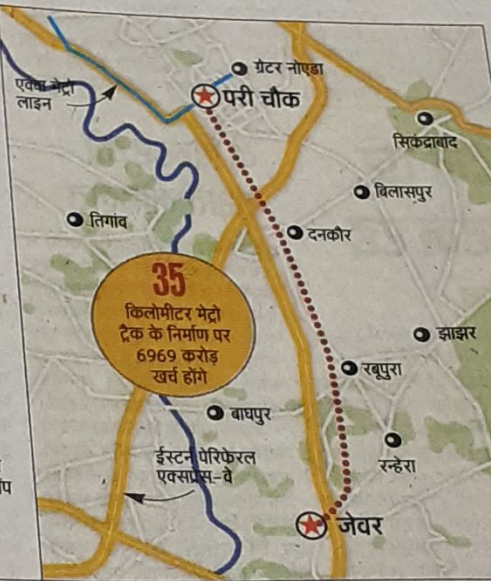 ग्रेटर नोएडा
एक्वा मेट्रो
लाइन
परी चौक
सिकंद्राबाद
बिलासपुर
तिगांव
दनकौर
35
किलोमीटर मेट्रो
ट्रैक के निर्माण पर
6969 करोड़
खर्च होंगे
झाझर
रबूपुरा
बाघपुर
रन्हेरा
ईस्टर्न पेरिफेरल
एक्सप्रेस-वे
जेवर